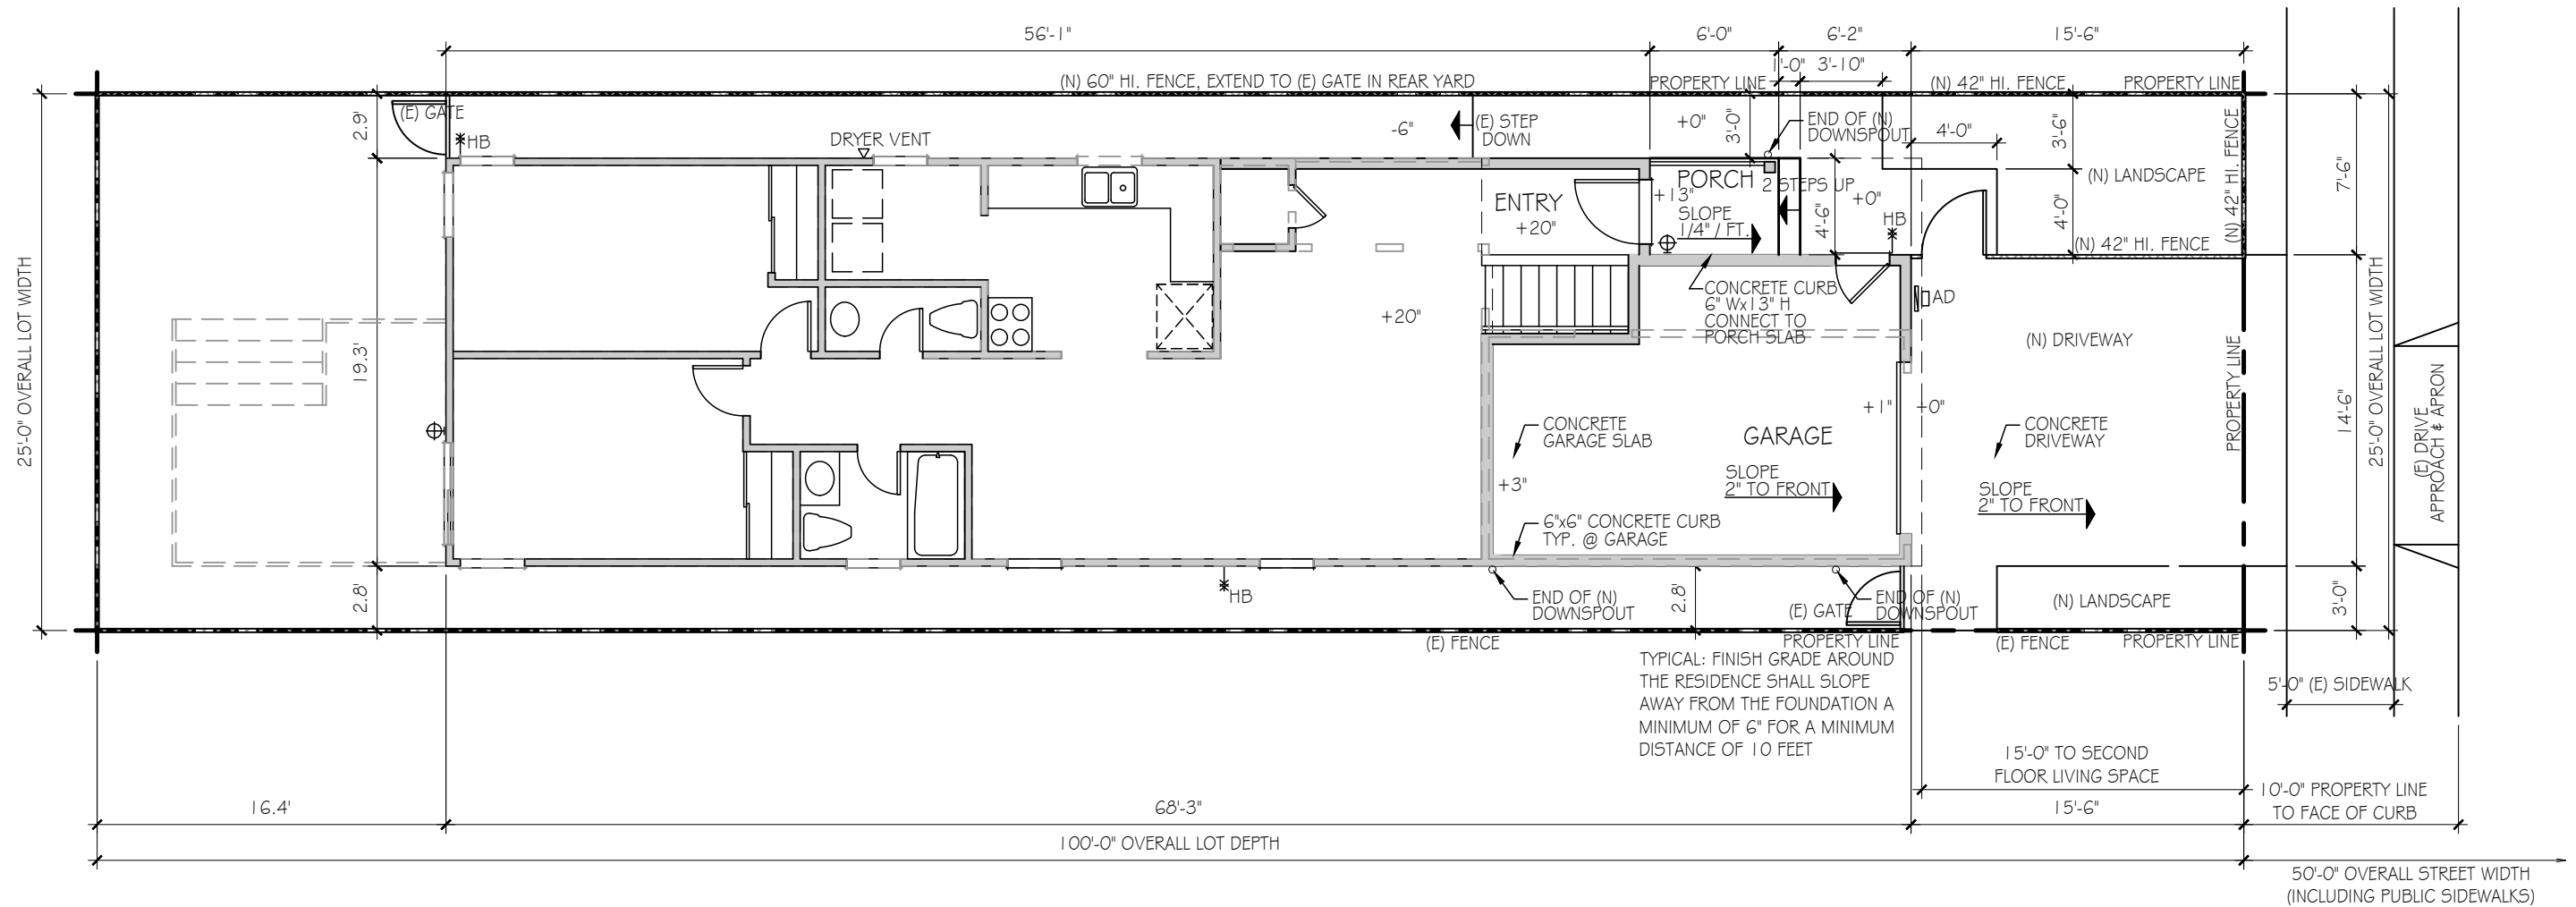 56'-1"
6'-0"
6'-2"
15'-6"
1'-0"
3'-10"
(N) 60" HI. FENCE, EXTEND TO (E) GATE IN REAR YARD
PROPERTY LINE
(N) 42" HI. FENCE
PROPERTY LINE
(E) GATE
2.9'
HB
DRYER VENT
-6"
(E) STEP
DOWN
+0"
3'-0"
END OF (N)
DOWNSPOUT
4'-0"
3'-6"
(N) LANDSCAPE
(N) 42" HI. FENCE
7'-6"
PORCH
+13"
SLOPE
1/4" / FT.
2 STEPS UP
4'-6"
+0"
HB
4'-0"
(N) 42" HI. FENCE
ENTRY
+20"
25'-0" OVERALL LOT WIDTH
19.3'
+20"
CONCRETE CURB
6" Wx13" H
CONNECT TO
PORCH SLAB
AD
(N) DRIVEWAY
PROPERTY LINE
PROPERTY LINE
14'-6"
25'-0" OVERALL LOT WIDTH
(E) DRIVE
APPROACH & APRON
+1"
+0"
CONCRETE
GARAGE SLAB
GARAGE
CONCRETE
DRIVEWAY
SLOPE
2" TO FRONT
SLOPE
2" TO FRONT
+3"
6"x6" CONCRETE CURB
TYP. @ GARAGE
2.8'
HB
END OF (N)
DOWNSPOUT
2.8'
(E) GATE
END OF (N)
DOWNSPOUT
(N) LANDSCAPE
3'-0"
(E) FENCE
PROPERTY LINE
(E) FENCE
PROPERTY LINE
TYPICAL: FINISH GRADE AROUND
THE RESIDENCE SHALL SLOPE
AWAY FROM THE FOUNDATION A
MINIMUM OF 6" FOR A MINIMUM
DISTANCE OF 10 FEET
5'-0" (E) SIDEWALK
15'-0" TO SECOND
FLOOR LIVING SPACE
10'-0" PROPERTY LINE
TO FACE OF CURB
16.4'
68'-3"
15'-6"
100'-0" OVERALL LOT DEPTH
50'-0" OVERALL STREET WIDTH
(INCLUDING PUBLIC SIDEWALKS)